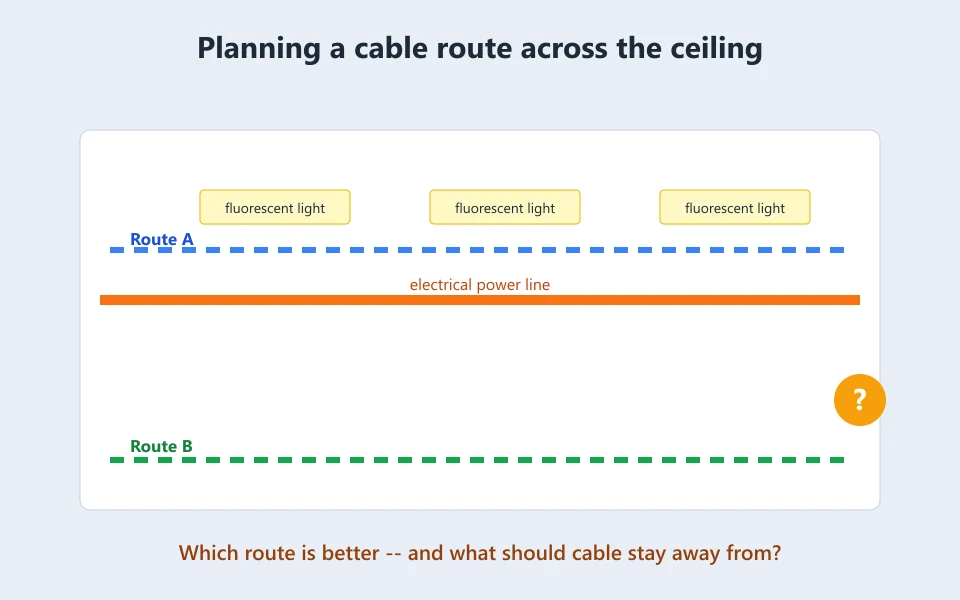 Planning a cable route across the ceiling
fluorescent light
fluorescent light
fluorescent light
Route A
electrical power line
?
Route B
Which route is better -- and what should cable stay away from?